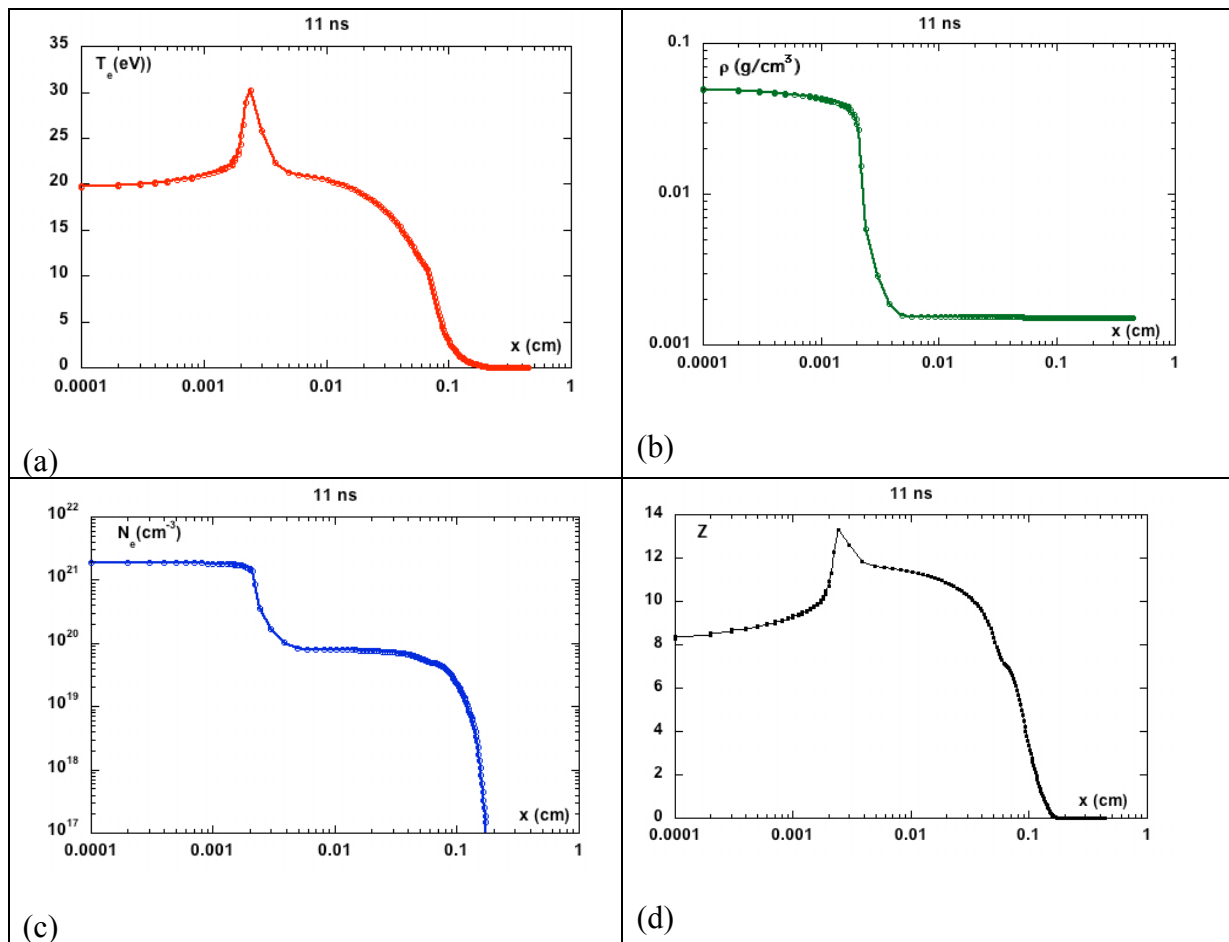 11 ns
T_e(eV))
35
30
25
20
15
10
5
0
0.0001
0.001
0.01
0.1
1
x (cm)
(a)
11 ns
ρ (g/cm³)
0.1
0.01
0.001
0.0001
0.001
0.01
0.1
1
x (cm)
(b)
11 ns
N_e(cm⁻³)
10²²
10²¹
10²⁰
10¹⁹
10¹⁸
10¹⁷
0.0001
0.001
0.01
0.1
1
x (cm)
(c)
11 ns
Z
14
12
10
8
6
4
2
0
0.0001
0.001
0.01
0.1
1
x (cm)
(d)